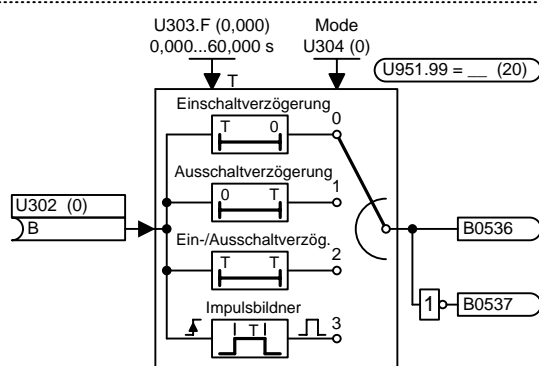 U303.F (0,000)
0,000...60,000 s
Mode
U304 (0)
U951.99 = __ (20)
T
Einschaltverzögerung
T 0
0
Ausschaltverzögerung
0 T
1
U302 (0)
B
B0536
Ein-/Ausschaltverzög.
T T
2
Impulsbildner
T
3
1
B0537